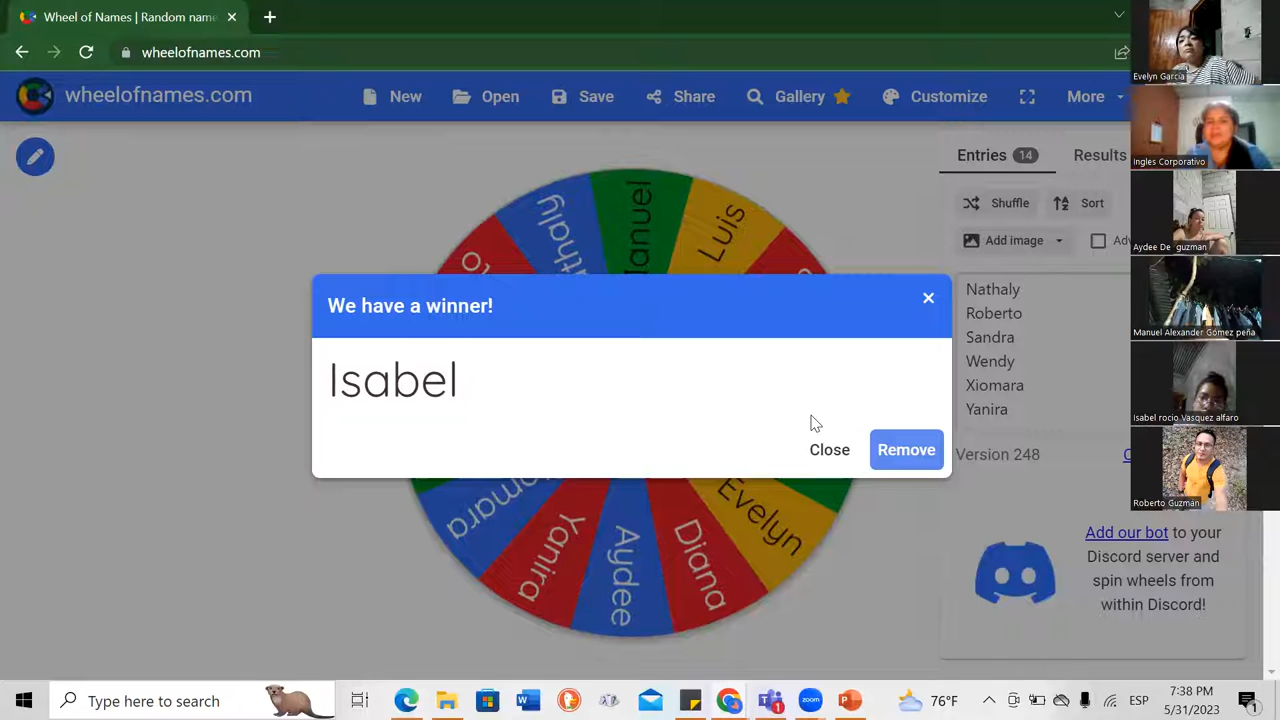 Wheel of Names | Random name
wheelofnames.com
wheelofnames.com
New
Open
Save
Share
Gallery
Customize
More
Entries 14
Results
Shuffle
Sort
Add image
Nathaly
Roberto
Sandra
Wendy
Xiomara
Yanira
Version 248
Add our bot to your
Discord server and
spin wheels from
within Discord!
We have a winner!
Isabel
Close
Remove
Luis
Evelyn
Diana
Aydee
Yanira
Evelyn Garcia
Ingles Corporativo
Aydee De guzman
Manuel Alexander Gómez peña
Isabel rocio Vasquez alfaro
Roberto Guzmán
Type here to search
76°F
ESP
7:38 PM
5/31/2023